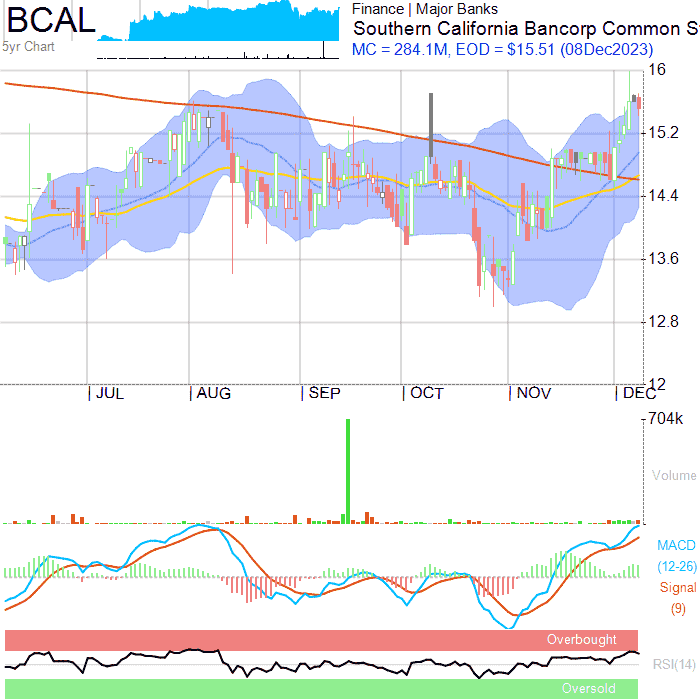 BCAL
5yr Chart
Finance | Major Banks
Southern California Bancorp Common S
MC = 284.1M, EOD = $15.51 (08Dec2023)
16
15.2
14.4
13.6
12.8
12
JUL AUG SEP OCT NOV DEC
704k
Volume
MACD
(12-26)
Signal
(9)
Overbought
RSI(14)
Oversold